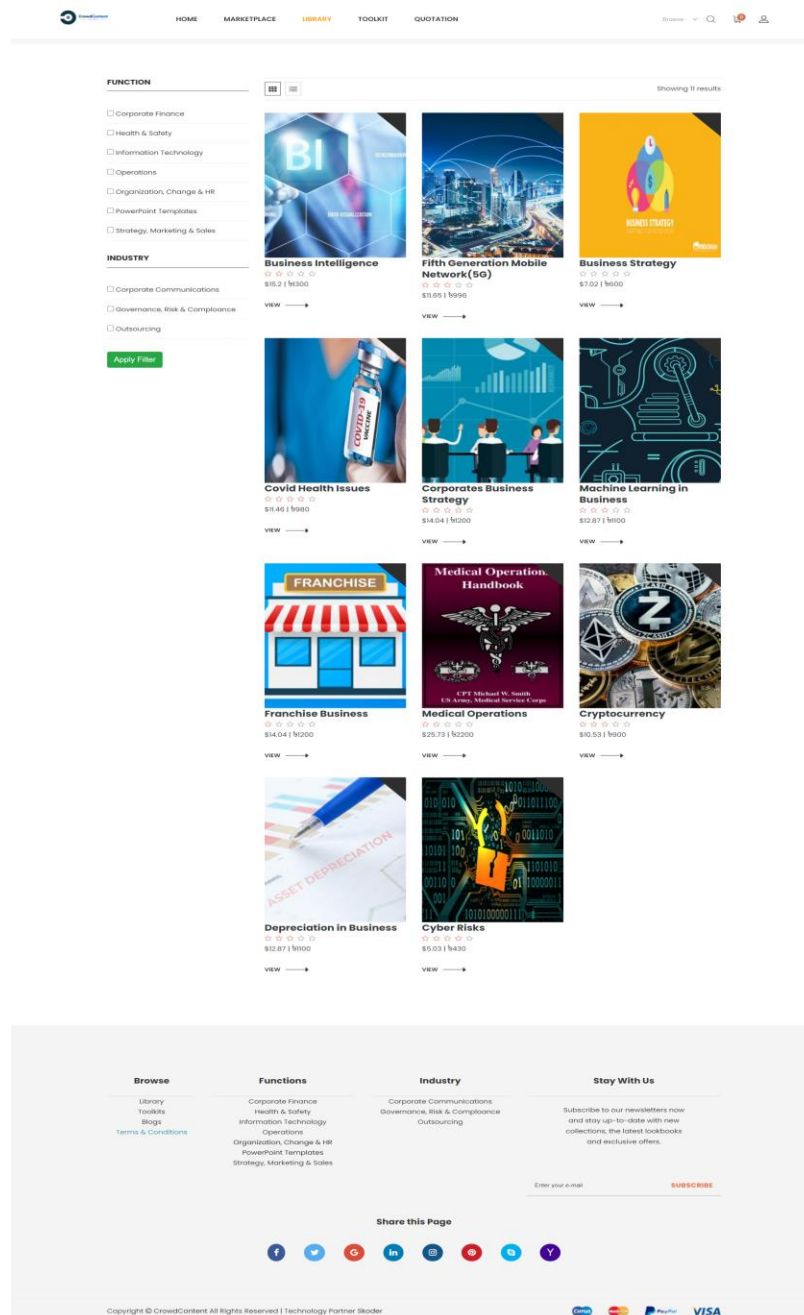 CrowdContent
HOME MARKETPLACE LIBRARY TOOLKIT QUOTATION Browse
FUNCTION
Showing 11 results
Corporate Finance
Health & Safety
Information Technology
Operations
Organization, Change & HR
PowerPoint Templates
Strategy, Marketing & Sales
INDUSTRY
Corporate Communications
Governance, Risk & Comploance
Outsourcing
Apply Filter
BI
DATA VISUALIZATION
BUSINESS STRATEGY
Business Intelligence
$15.2 | ৳1300
VIEW
Fifth Generation Mobile
Network(5G)
$11.65 | ৳996
VIEW
Business Strategy
$7.02 | ৳600
VIEW
COVID-19
VACCINE
Covid Health Issues
$11.46 | ৳980
VIEW
Corporates Business
Strategy
$14.04 | ৳1200
VIEW
Machine Learning in
Business
$12.87 | ৳1100
VIEW
FRANCHISE
Franchise Business
$14.04 | ৳1200
VIEW
Medical Operation
Handbook
CPT Michael W. Smith
US Army, Medical Service Corps
Medical Operations
$25.73 | ৳2200
VIEW
ZCASH
Cryptocurrency
$10.53 | ৳900
VIEW
ASSET DEPRECIATION
Depreciation in Business
$12.87 | ৳1100
VIEW
Cyber Risks
$5.03 | ৳430
VIEW
Browse
Library
Toolkits
Blogs
Terms & Conditions
Functions
Corporate Finance
Health & Safety
Information Technology
Operations
Organization, Change & HR
PowerPoint Templates
Strategy, Marketing & Sales
Industry
Corporate Communications
Governance, Risk & Comploance
Outsourcing
Stay With Us
Subscribe to our newsletters now
and stay up-to-date with new
collections, the latest lookbooks
and exclusive offers.
Enter your e-mail SUBSCRIBE
Share this Page
Copyright © CrowdContent All Rights Reserved | Technology Partner Skoder
Cirrus PayPal VISA